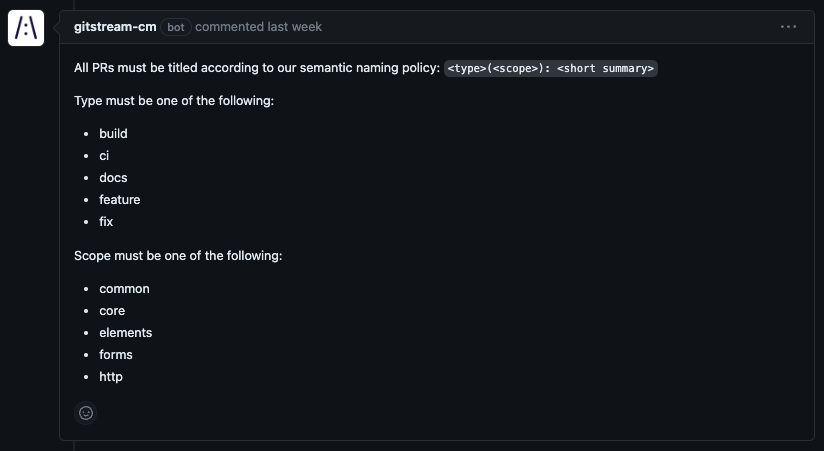 gitstream-cm bot commented last week
All PRs must be titled according to our semantic naming policy: <type>(<scope>): <short summary>
Type must be one of the following:
• build
• ci
• docs
• feature
• fix
Scope must be one of the following:
• common
• core
• elements
• forms
• http